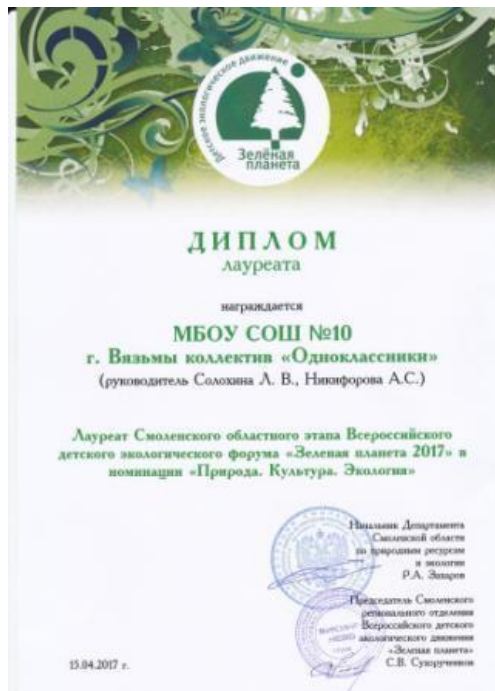 Детское экологическое движение
Зелёная
планета
ДИПЛОМ
лауреата
награждается
МБОУ СОШ №10
г. Вязьмы коллектив «Одноклассники»
(руководитель Солохина Л. В., Никифорова А.С.)
Лауреат Смоленского областного этапа Всероссийского
детского экологического форума «Зеленая планета 2017» в
номинации «Природа. Культура. Экология»
Начальник Департамента
Смоленской области
по природным ресурсам
и экологии
Р.А. Захаров
Председатель Смоленского
регионального отделения
Всероссийского детского
экологического движения
«Зеленая планета»
С.В. Сухорученков
15.04.2017 г.